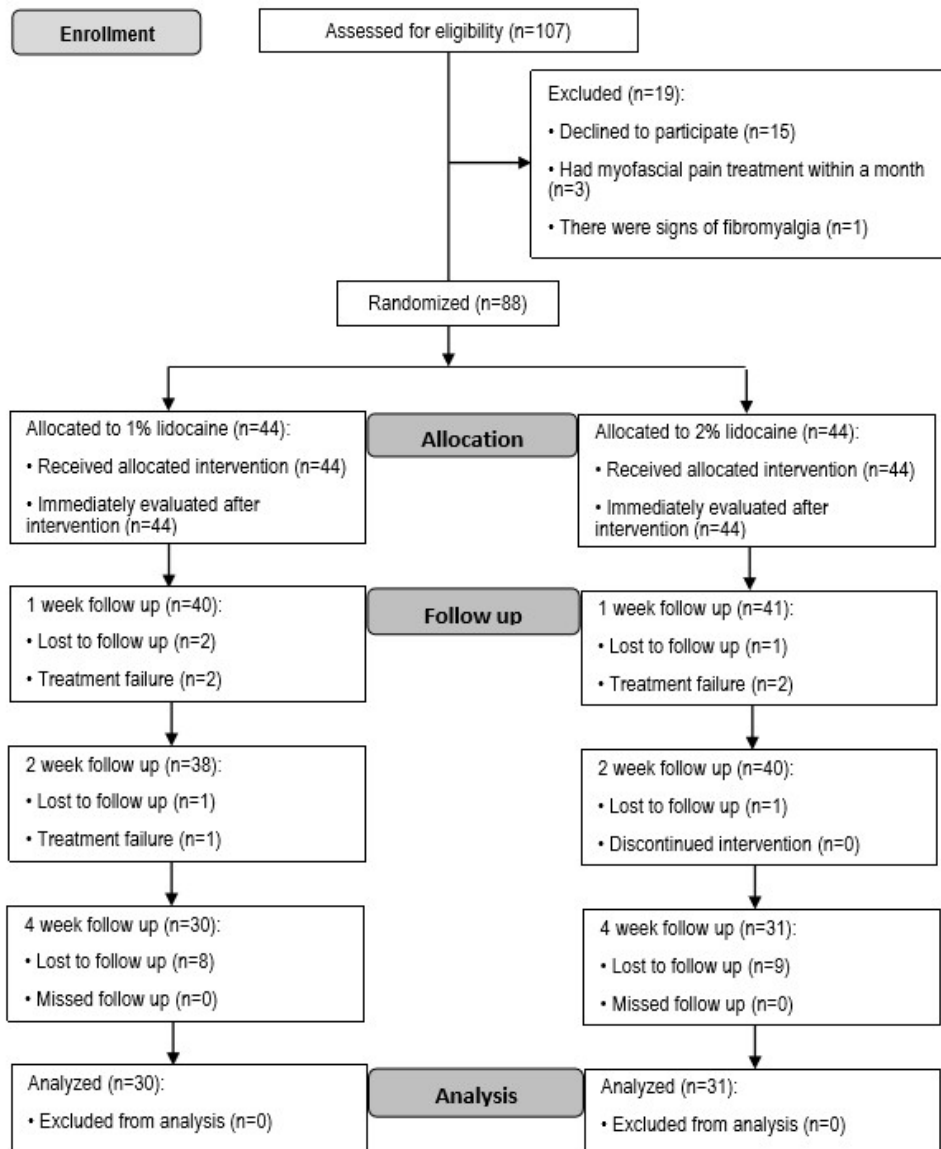 Enrollment
Assessed for eligibility (n=107)
Excluded (n=19):
• Declined to participate (n=15)
• Had myofascial pain treatment within a month
(n=3)
• There were signs of fibromyalgia (n=1)
Randomized (n=88)
Allocated to 1% lidocaine (n=44):
• Received allocated intervention (n=44)
• Immediately evaluated after
intervention (n=44)
Allocation
Allocated to 2% lidocaine (n=44):
• Received allocated intervention (n=44)
• Immediately evaluated after
intervention (n=44)
1 week follow up (n=40):
• Lost to follow up (n=2)
• Treatment failure (n=2)
Follow up
1 week follow up (n=41):
• Lost to follow up (n=1)
• Treatment failure (n=2)
2 week follow up (n=38):
• Lost to follow up (n=1)
• Treatment failure (n=1)
2 week follow up (n=40):
• Lost to follow up (n=1)
• Discontinued intervention (n=0)
4 week follow up (n=30):
• Lost to follow up (n=8)
• Missed follow up (n=0)
4 week follow up (n=31):
• Lost to follow up (n=9)
• Missed follow up (n=0)
Analyzed (n=30):
• Excluded from analysis (n=0)
Analysis
Analyzed (n=31):
• Excluded from analysis (n=0)